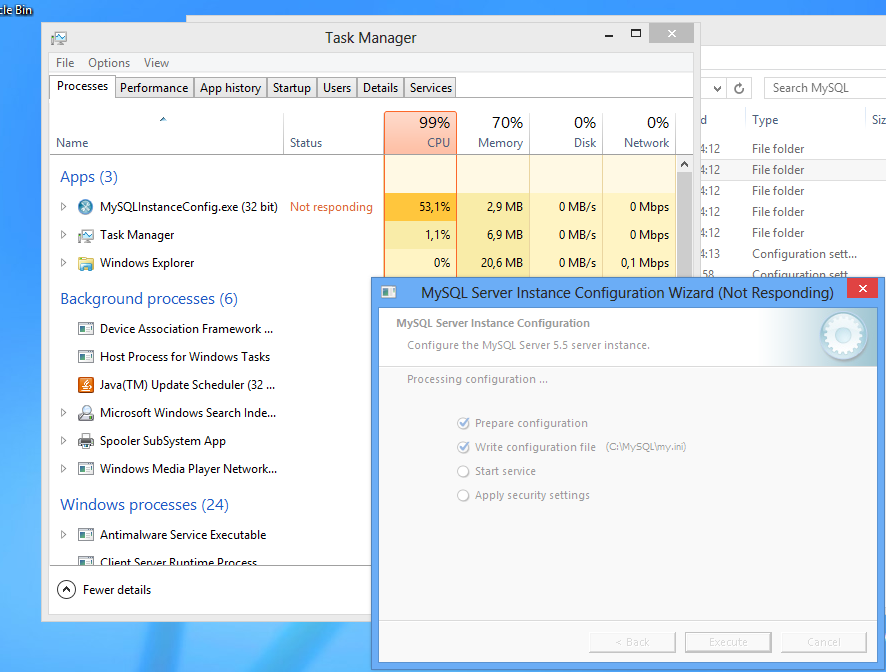 cle Bin
Task Manager
File Options View
Processes Performance App history Startup Users Details Services
99% 70% 0% 0%
Name Status CPU Memory Disk Network
Apps (3)
MySQLInstanceConfig.exe (32 bit) Not responding 53,1% 2,9 MB 0 MB/s 0 Mbps
Task Manager 1,1% 6,9 MB 0 MB/s 0 Mbps
Windows Explorer 0% 20,6 MB 0 MB/s 0,1 Mbps
Background processes (6)
Device Association Framework ...
Host Process for Windows Tasks
Java(TM) Update Scheduler (32 ...
Microsoft Windows Search Inde...
Spooler SubSystem App
Windows Media Player Network...
Windows processes (24)
Antimalware Service Executable
Client Server Runtime Process
Fewer details
Search MySQL
d Type Siz
4:12 File folder
4:12 File folder
4:12 File folder
4:12 File folder
4:12 File folder
4:13 Configuration sett...
:58 Configuration sett...
MySQL Server Instance Configuration Wizard (Not Responding)
MySQL Server Instance Configuration
Configure the MySQL Server 5.5 server instance.
Processing configuration ...
Prepare configuration
Write configuration file (C:\MySQL\my.ini)
Start service
Apply security settings
< Back Execute Cancel